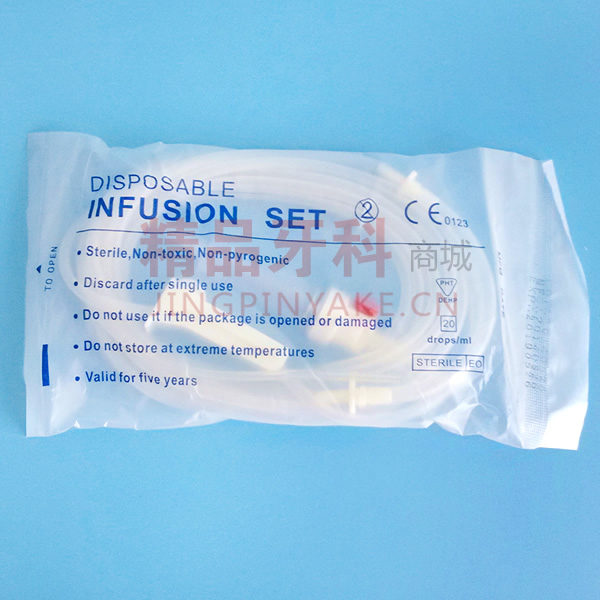 DISPOSABLE
INFUSION SET ② CE 0123
精品牙科 商城
• Sterile,Non-toxic,Non-pyrogenic
• Discard after single use
JINGPINYAKE.CN
PHT
DEHP
• Do not use it if the package is opened or damaged
20
drops/ml
• Do not store at extreme temperatures
STERILE EO
• Valid for five years
TO OPEN